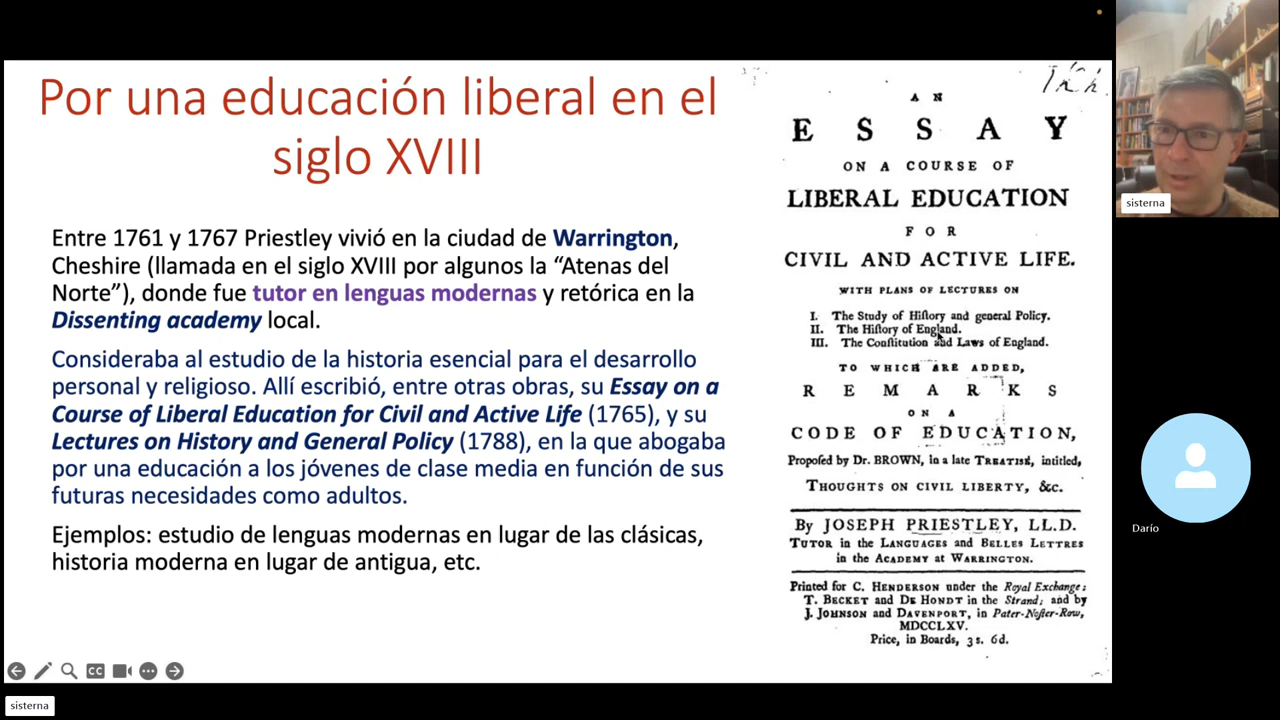 Por una educación liberal en el
siglo XVIII
Entre 1761 y 1767 Priestley vivió en la ciudad de Warrington,
Cheshire (llamada en el siglo XVIII por algunos la “Atenas del
Norte”), donde fue tutor en lenguas modernas y retórica en la
Dissenting academy local.
Consideraba al estudio de la historia esencial para el desarrollo
personal y religioso. Allí escribió, entre otras obras, su Essay on a
Course of Liberal Education for Civil and Active Life (1765), y su
Lectures on History and General Policy (1788), en la que abogaba
por una educación a los jóvenes de clase media en función de sus
futuras necesidades como adultos.
Ejemplos: estudio de lenguas modernas en lugar de las clásicas,
historia moderna en lugar de antigua, etc.
AN
ESSAY
ON A COURSE OF
LIBERAL EDUCATION
FOR
CIVIL AND ACTIVE LIFE.
WITH PLANS OF LECTURES ON
I. The Study of Hiſtory and general Policy.
II. The Hiſtory of England.
III. The Conſtitution and Laws of England.
TO WHICH ARE ADDED,
REMARKS
ON A
CODE OF EDUCATION,
Propoſed by Dr. BROWN, in a late TREATISE, intitled,
THOUGHTS ON CIVIL LIBERTY, &c.
By JOSEPH PRIESTLEY, LL.D.
TUTOR in the LANGUAGES and BELLES LETTRES
in the ACADEMY at WARRINGTON.
Printed for C. HENDERSON under the Royal Exchange;
T. BECKET and DE HONDT in the Strand; and by
J. JOHNSON and DAVENPORT, in Pater-Noſter-Row,
MDCCLXV.
Price, in Boards, 3s. 6d.
CC
sisterna
Darío
sisterna